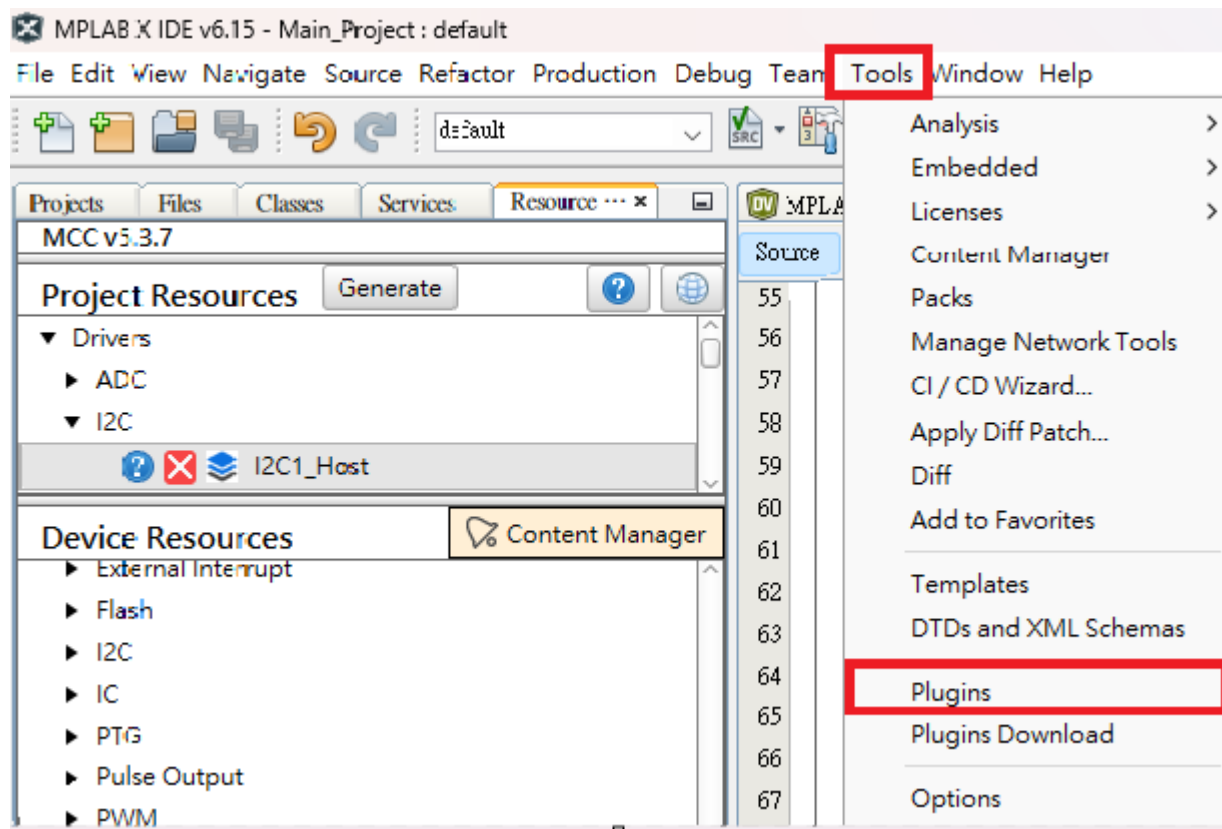 MPLAB X IDE v6.15 - Main_Project : default
File Edit View Navigate Source Refactor Production Debug Team Tools Window Help
default
SRC
3
Projects Files Classes Services Resource ...
MCC v5.3.7
Project Resources Generate
Drivers
ADC
I2C
I2C1_Host
Device Resources Content Manager
External Interrupt
Flash
I2C
IC
PTG
Pulse Output
PWM
DV MPLA
Source
55
56
57
58
59
60
61
62
63
64
65
66
67
Analysis
Embedded
Licenses
Content Manager
Packs
Manage Network Tools
CI / CD Wizard...
Apply Diff Patch...
Diff
Add to Favorites
Templates
DTDs and XML Schemas
Plugins
Plugins Download
Options